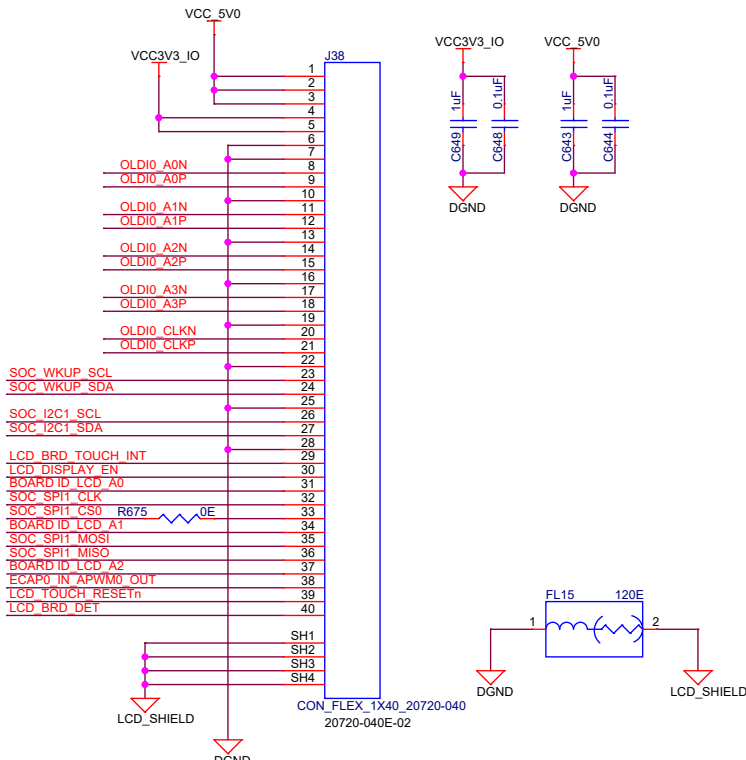 VCC_5V0
VCC3V3_IO
J38
1
2
3
4
5
6
7
OLDI0_A0N 8
OLDI0_A0P 9
10
OLDI0_A1N 11
OLDI0_A1P 12
13
OLDI0_A2N 14
OLDI0_A2P 15
16
OLDI0_A3N 17
OLDI0_A3P 18
19
OLDI0_CLKN 20
OLDI0_CLKP 21
22
SOC_WKUP_SCL 23
SOC_WKUP_SDA 24
25
SOC_I2C1_SCL 26
SOC_I2C1_SDA 27
28
LCD_BRD_TOUCH_INT 29
LCD_DISPLAY_EN 30
BOARD ID_LCD_A0 31
SOC_SPI1_CLK 32
SOC_SPI1_CS0 R675 0E 33
BOARD ID_LCD_A1 34
SOC_SPI1_MOSI 35
SOC_SPI1_MISO 36
BOARD ID_LCD_A2 37
ECAP0_IN_APWM0_OUT 38
LCD_TOUCH_RESETn 39
LCD_BRD_DET 40
SH1
SH2
SH3
SH4
LCD_SHIELD
CON_FLEX_1X40_20720-040
20720-040E-02
DGND
VCC3V3_IO
C649 1uF
C648 0.1uF
DGND
VCC_5V0
C643 1uF
C644 0.1uF
DGND
FL15 120E
1 2
DGND
LCD_SHIELD